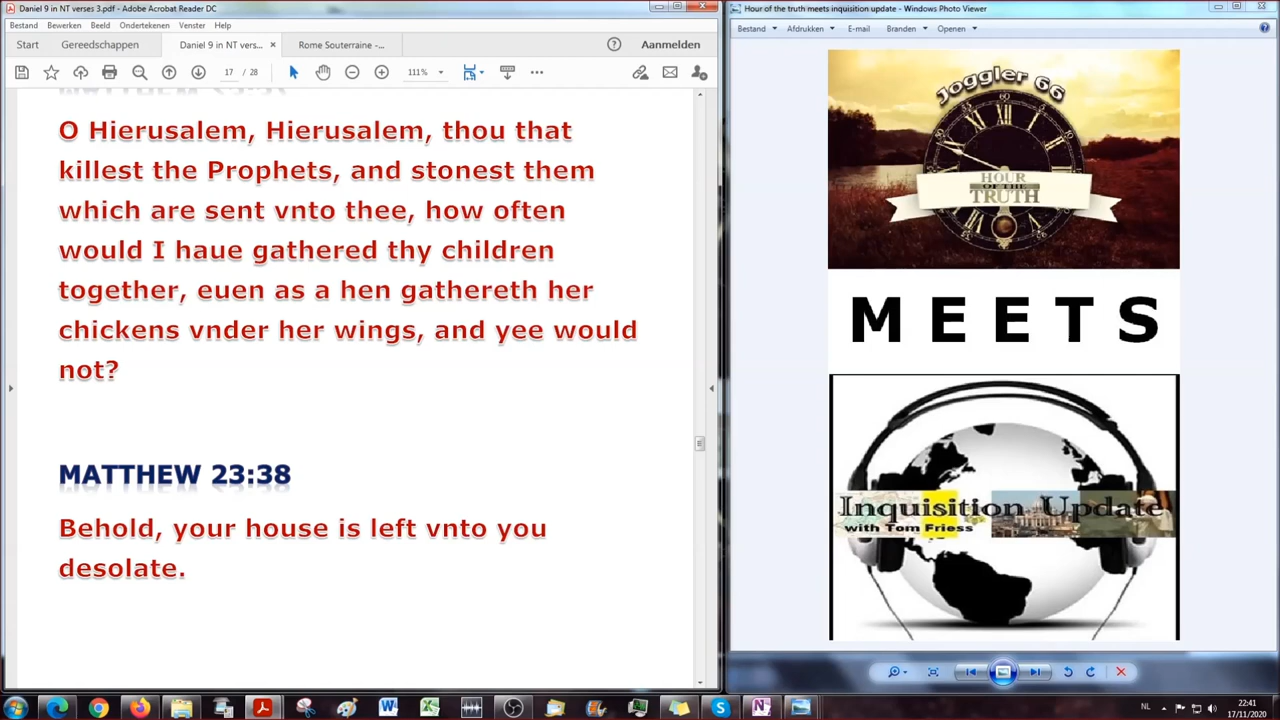 Daniel 9 in NT verses 3.pdf - Adobe Acrobat Reader DC
Bestand Bewerken Beeld Ondertekenen Venster Help
Start Gereedschappen Daniel 9 in NT vers... × Rome Souterraine -... Aanmelden
17 / 28 111%
O Hierusalem, Hierusalem, thou that
killest the Prophets, and stonest them
which are sent vnto thee, how often
would I haue gathered thy children
together, euen as a hen gathereth her
chickens vnder her wings, and yee would
not?
MATTHEW 23:38
Behold, your house is left vnto you
desolate.
Hour of the truth meets inquisition update - Windows Photo Viewer
Bestand Afdrukken E-mail Branden Openen
Joggler 66
HOUR
OF THE
TRUTH
MEETS
Inquisition Update
with Tom Friess
NL
22:41
17/11/2020